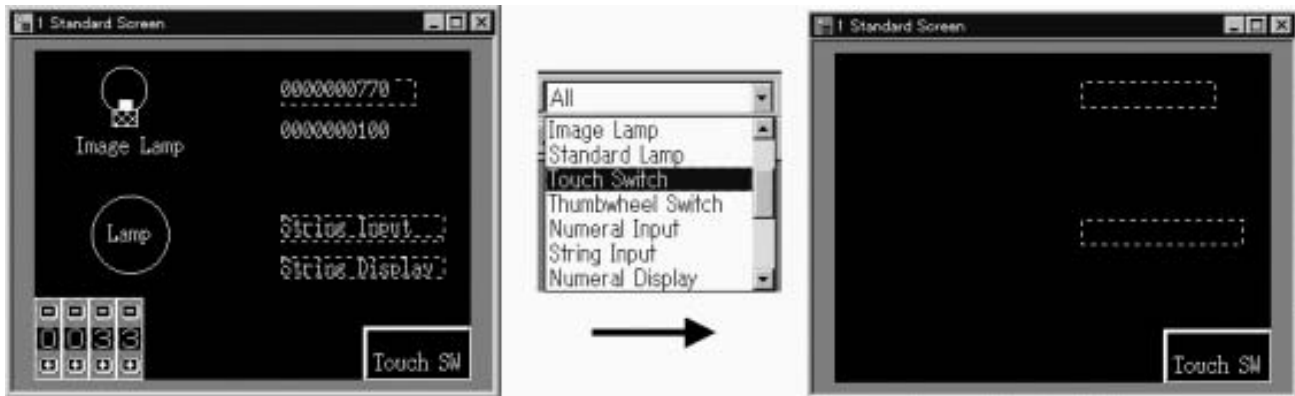 1 Standard Screen
0000000770
0000000100
Image Lamp
Lamp
String Input
String Display
0033
Touch SW
All
Image Lamp
Standard Lamp
Touch Switch
Thumbwheel Switch
Numeral Input
String Input
Numeral Display
1 Standard Screen
Touch SW